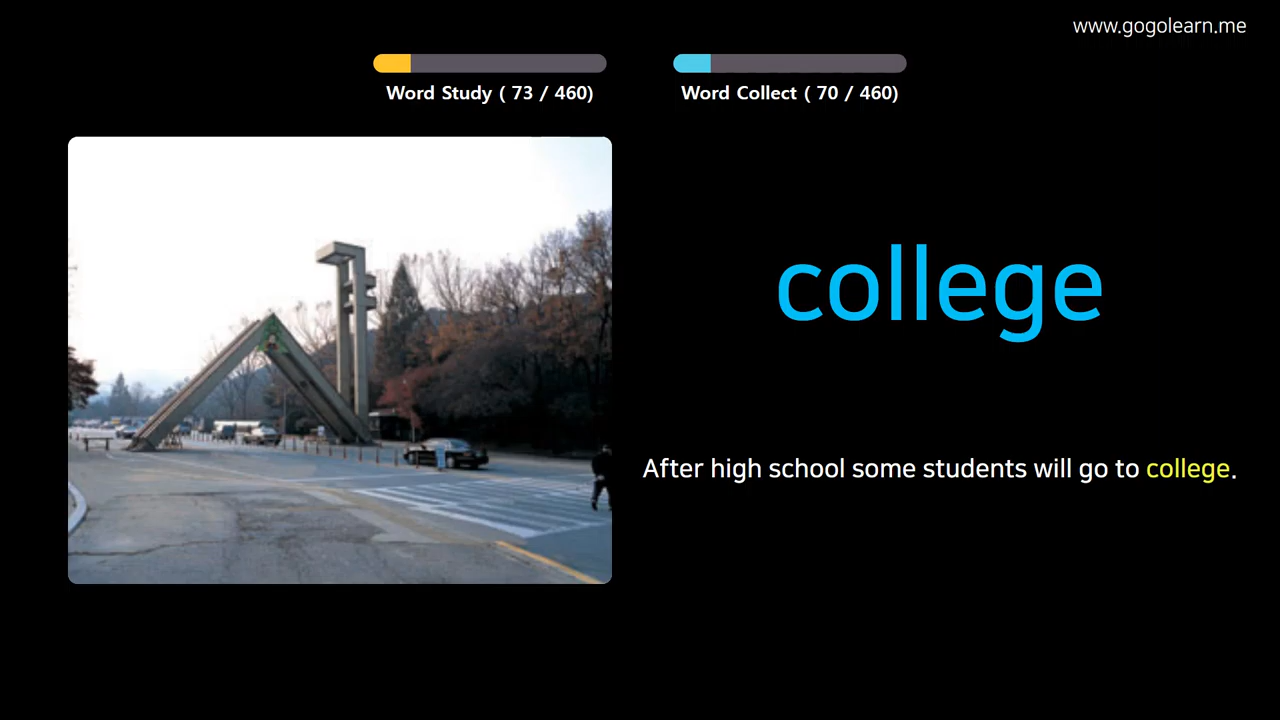 www.gogolearn.me
Word Study ( 73 / 460)
Word Collect ( 70 / 460)
college
After high school some students will go to college.